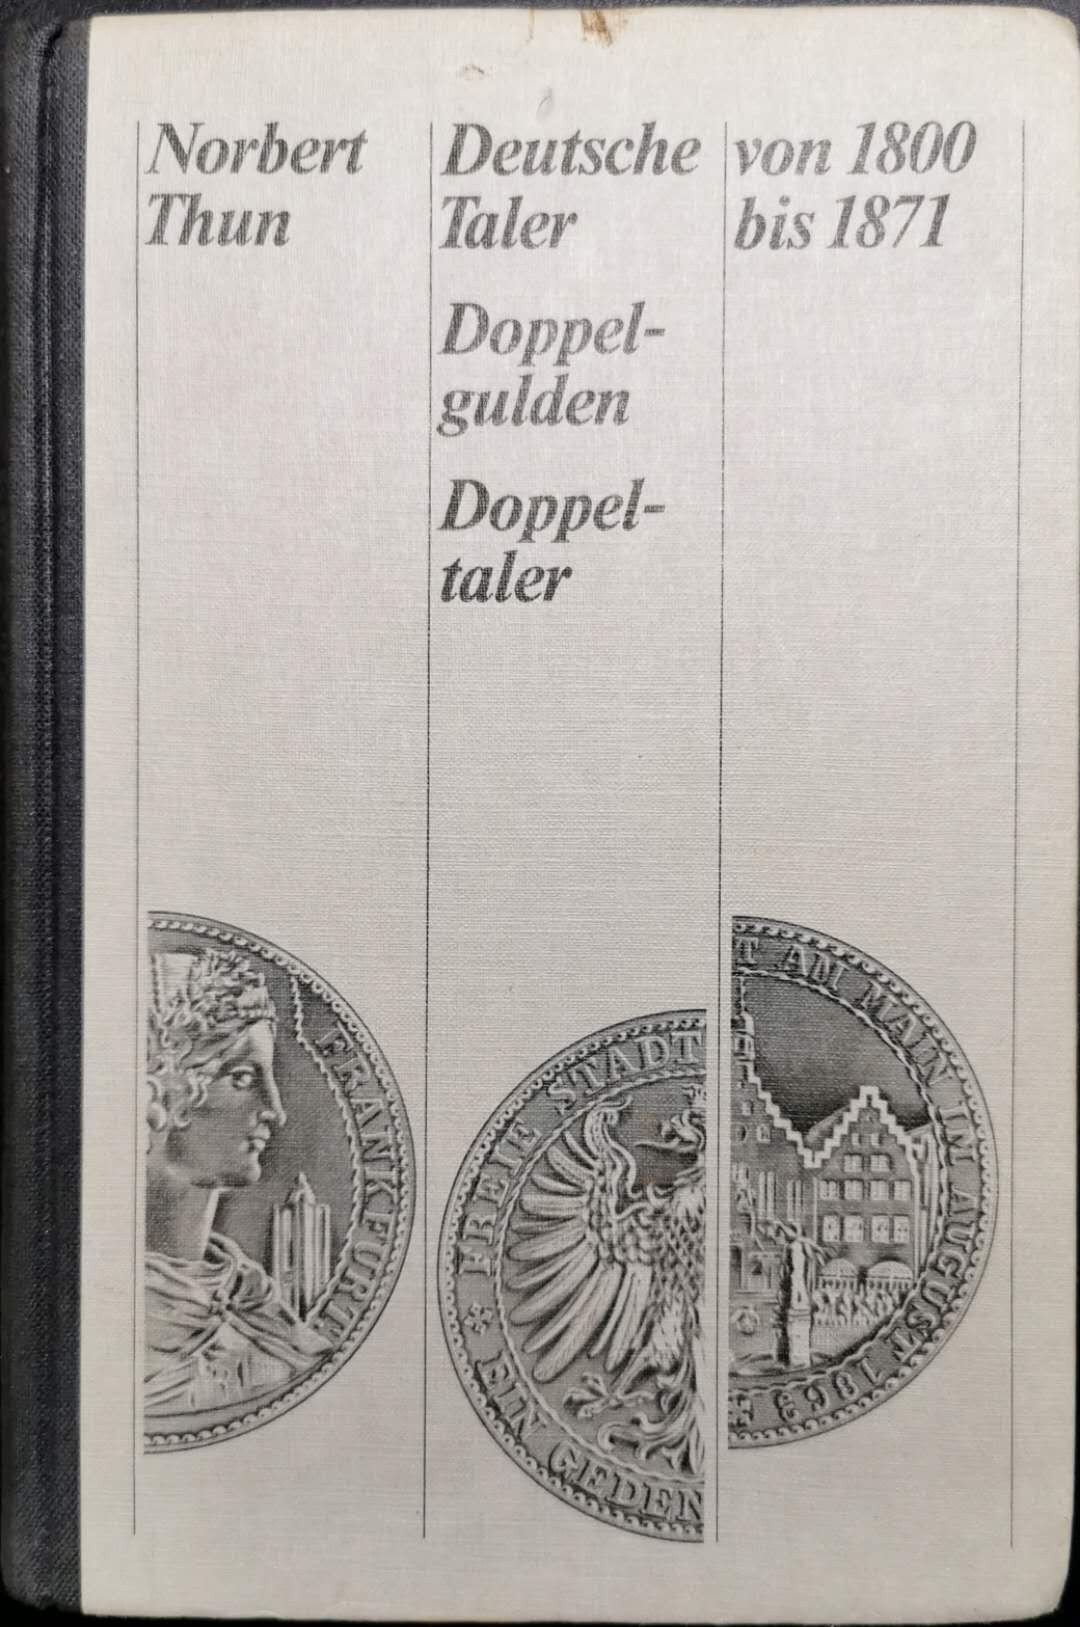 Norbert
Thun
Deutsche
Taler
Doppel-
gulden
Doppel-
taler
von 1800
bis 1871
FRANKFURT
* FREIE STADT
EIN GEDEN
T AM MAIN IM AUGUST 1863